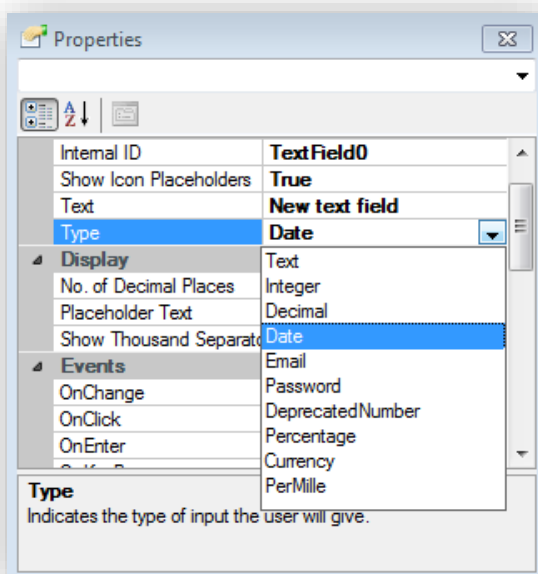 Properties
Internal ID TextField0
Show Icon Placeholders True
Text New text field
Type Date
Display
No. of Decimal Places
Placeholder Text
Show Thousand Separato
Events
OnChange
OnClick
OnEnter
Text
Integer
Decimal
Date
Email
Password
DeprecatedNumber
Percentage
Currency
PerMille
Type
Indicates the type of input the user will give.